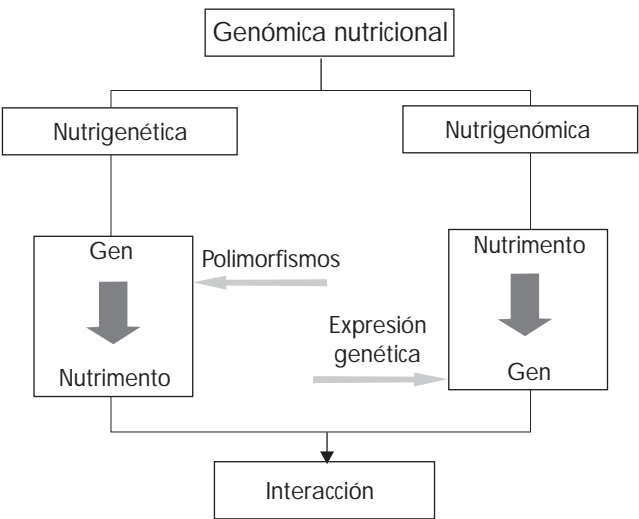 Genómica nutricional
Nutrigenética
Nutrigenómica
Gen
Nutrimento
Polimorfismos
Expresión
genética
Nutrimento
Gen
Interacción